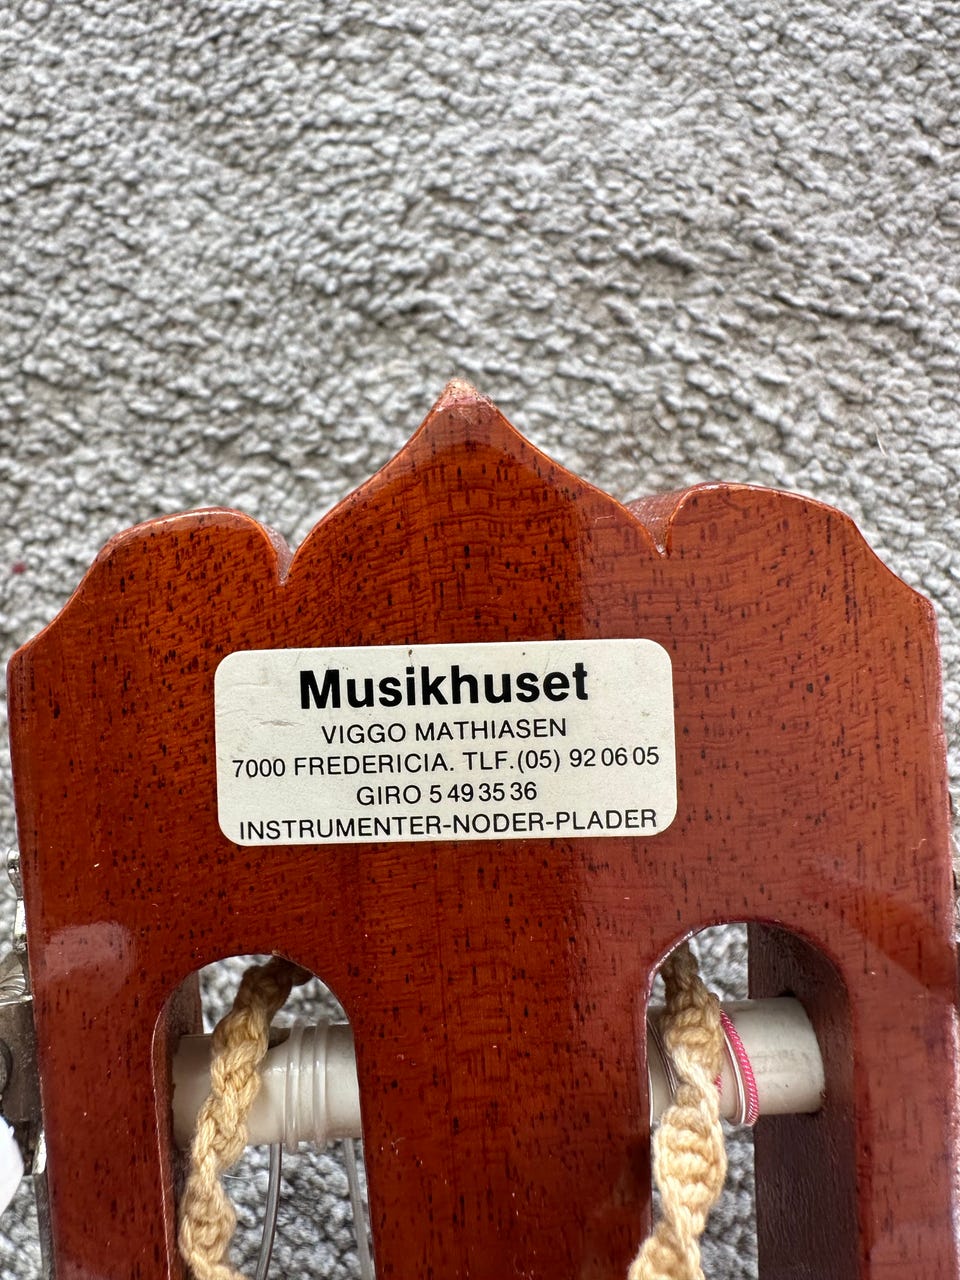 Musikhuset
VIGGO MATHIASEN
7000 FREDERICIA. TLF.(05) 92 06 05
GIRO 5 49 35 36
INSTRUMENTER-NODER-PLADER